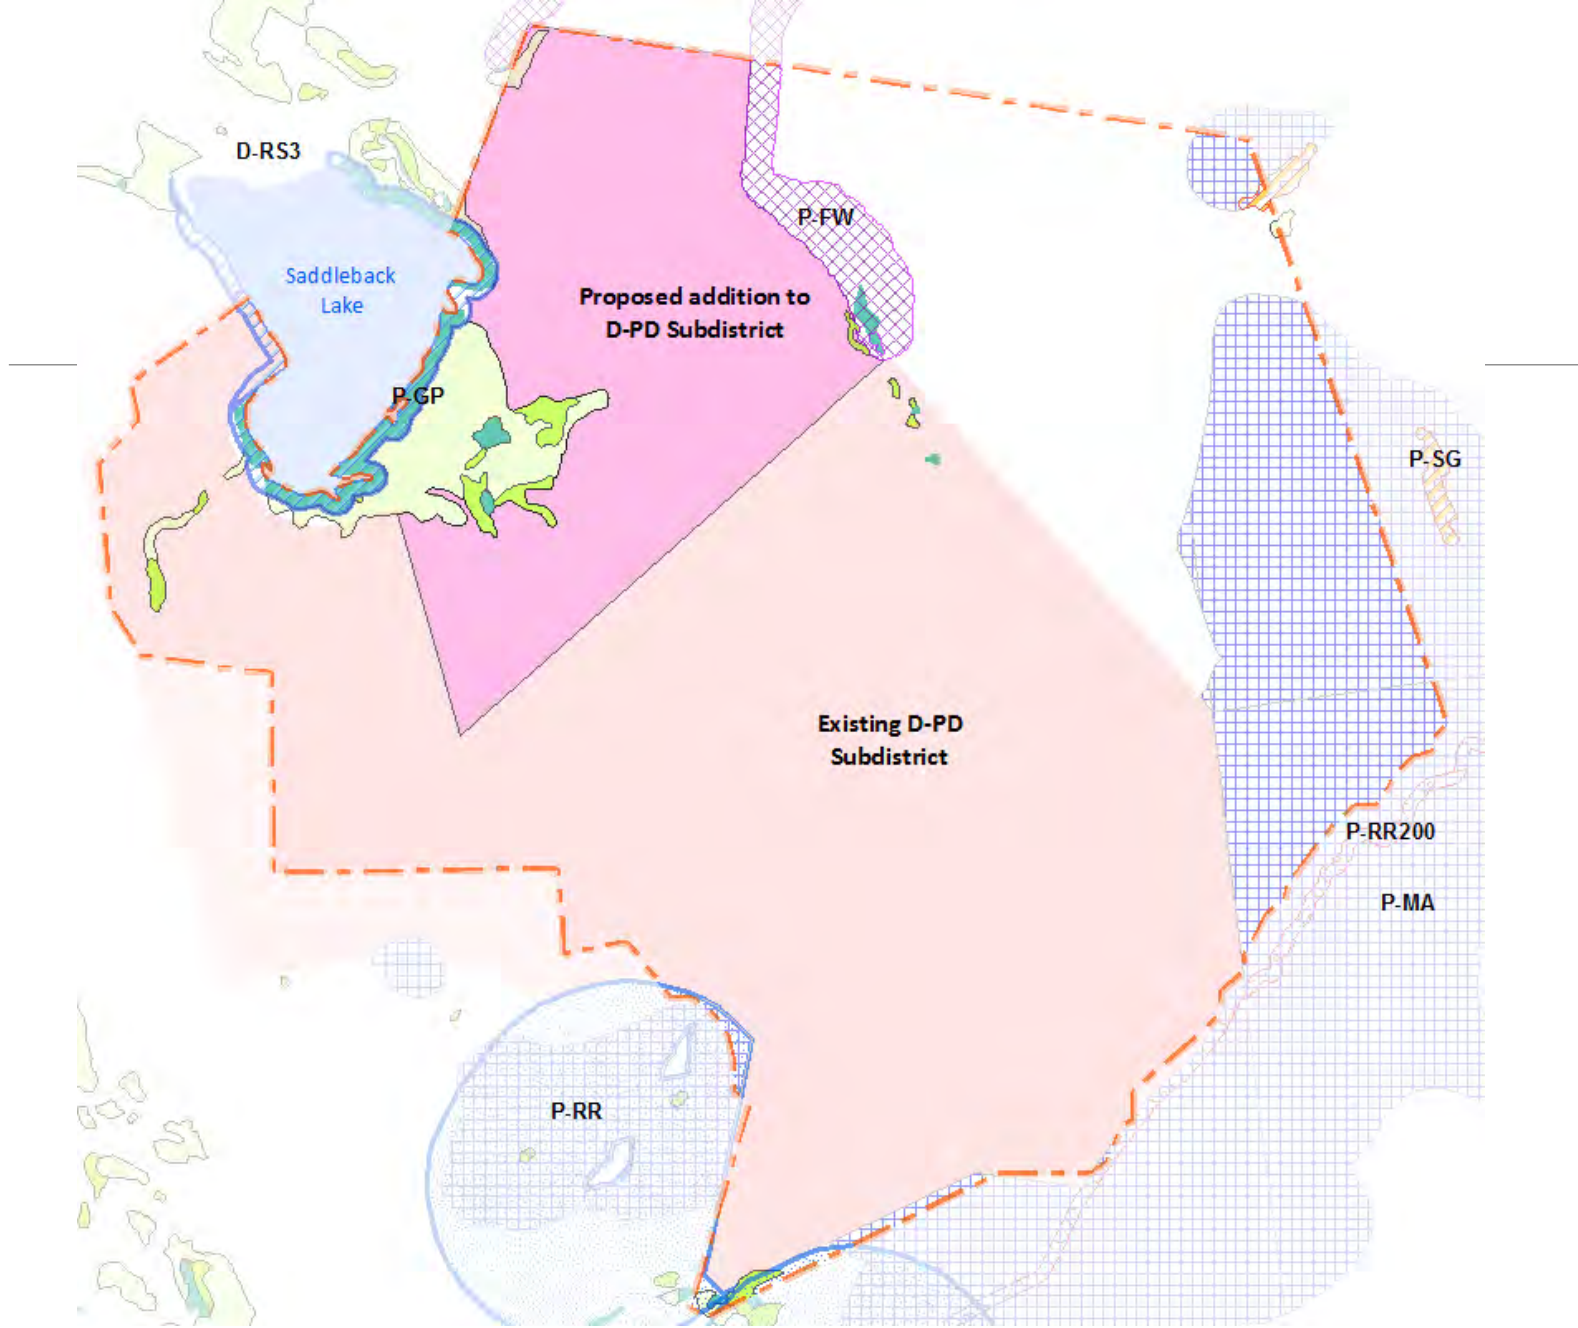 D-RS3
P-FW
Saddleback
Lake
Proposed addition to
D-PD Subdistrict
P-GP
P-SG
Existing D-PD
Subdistrict
P-RR200
P-MA
P-RR